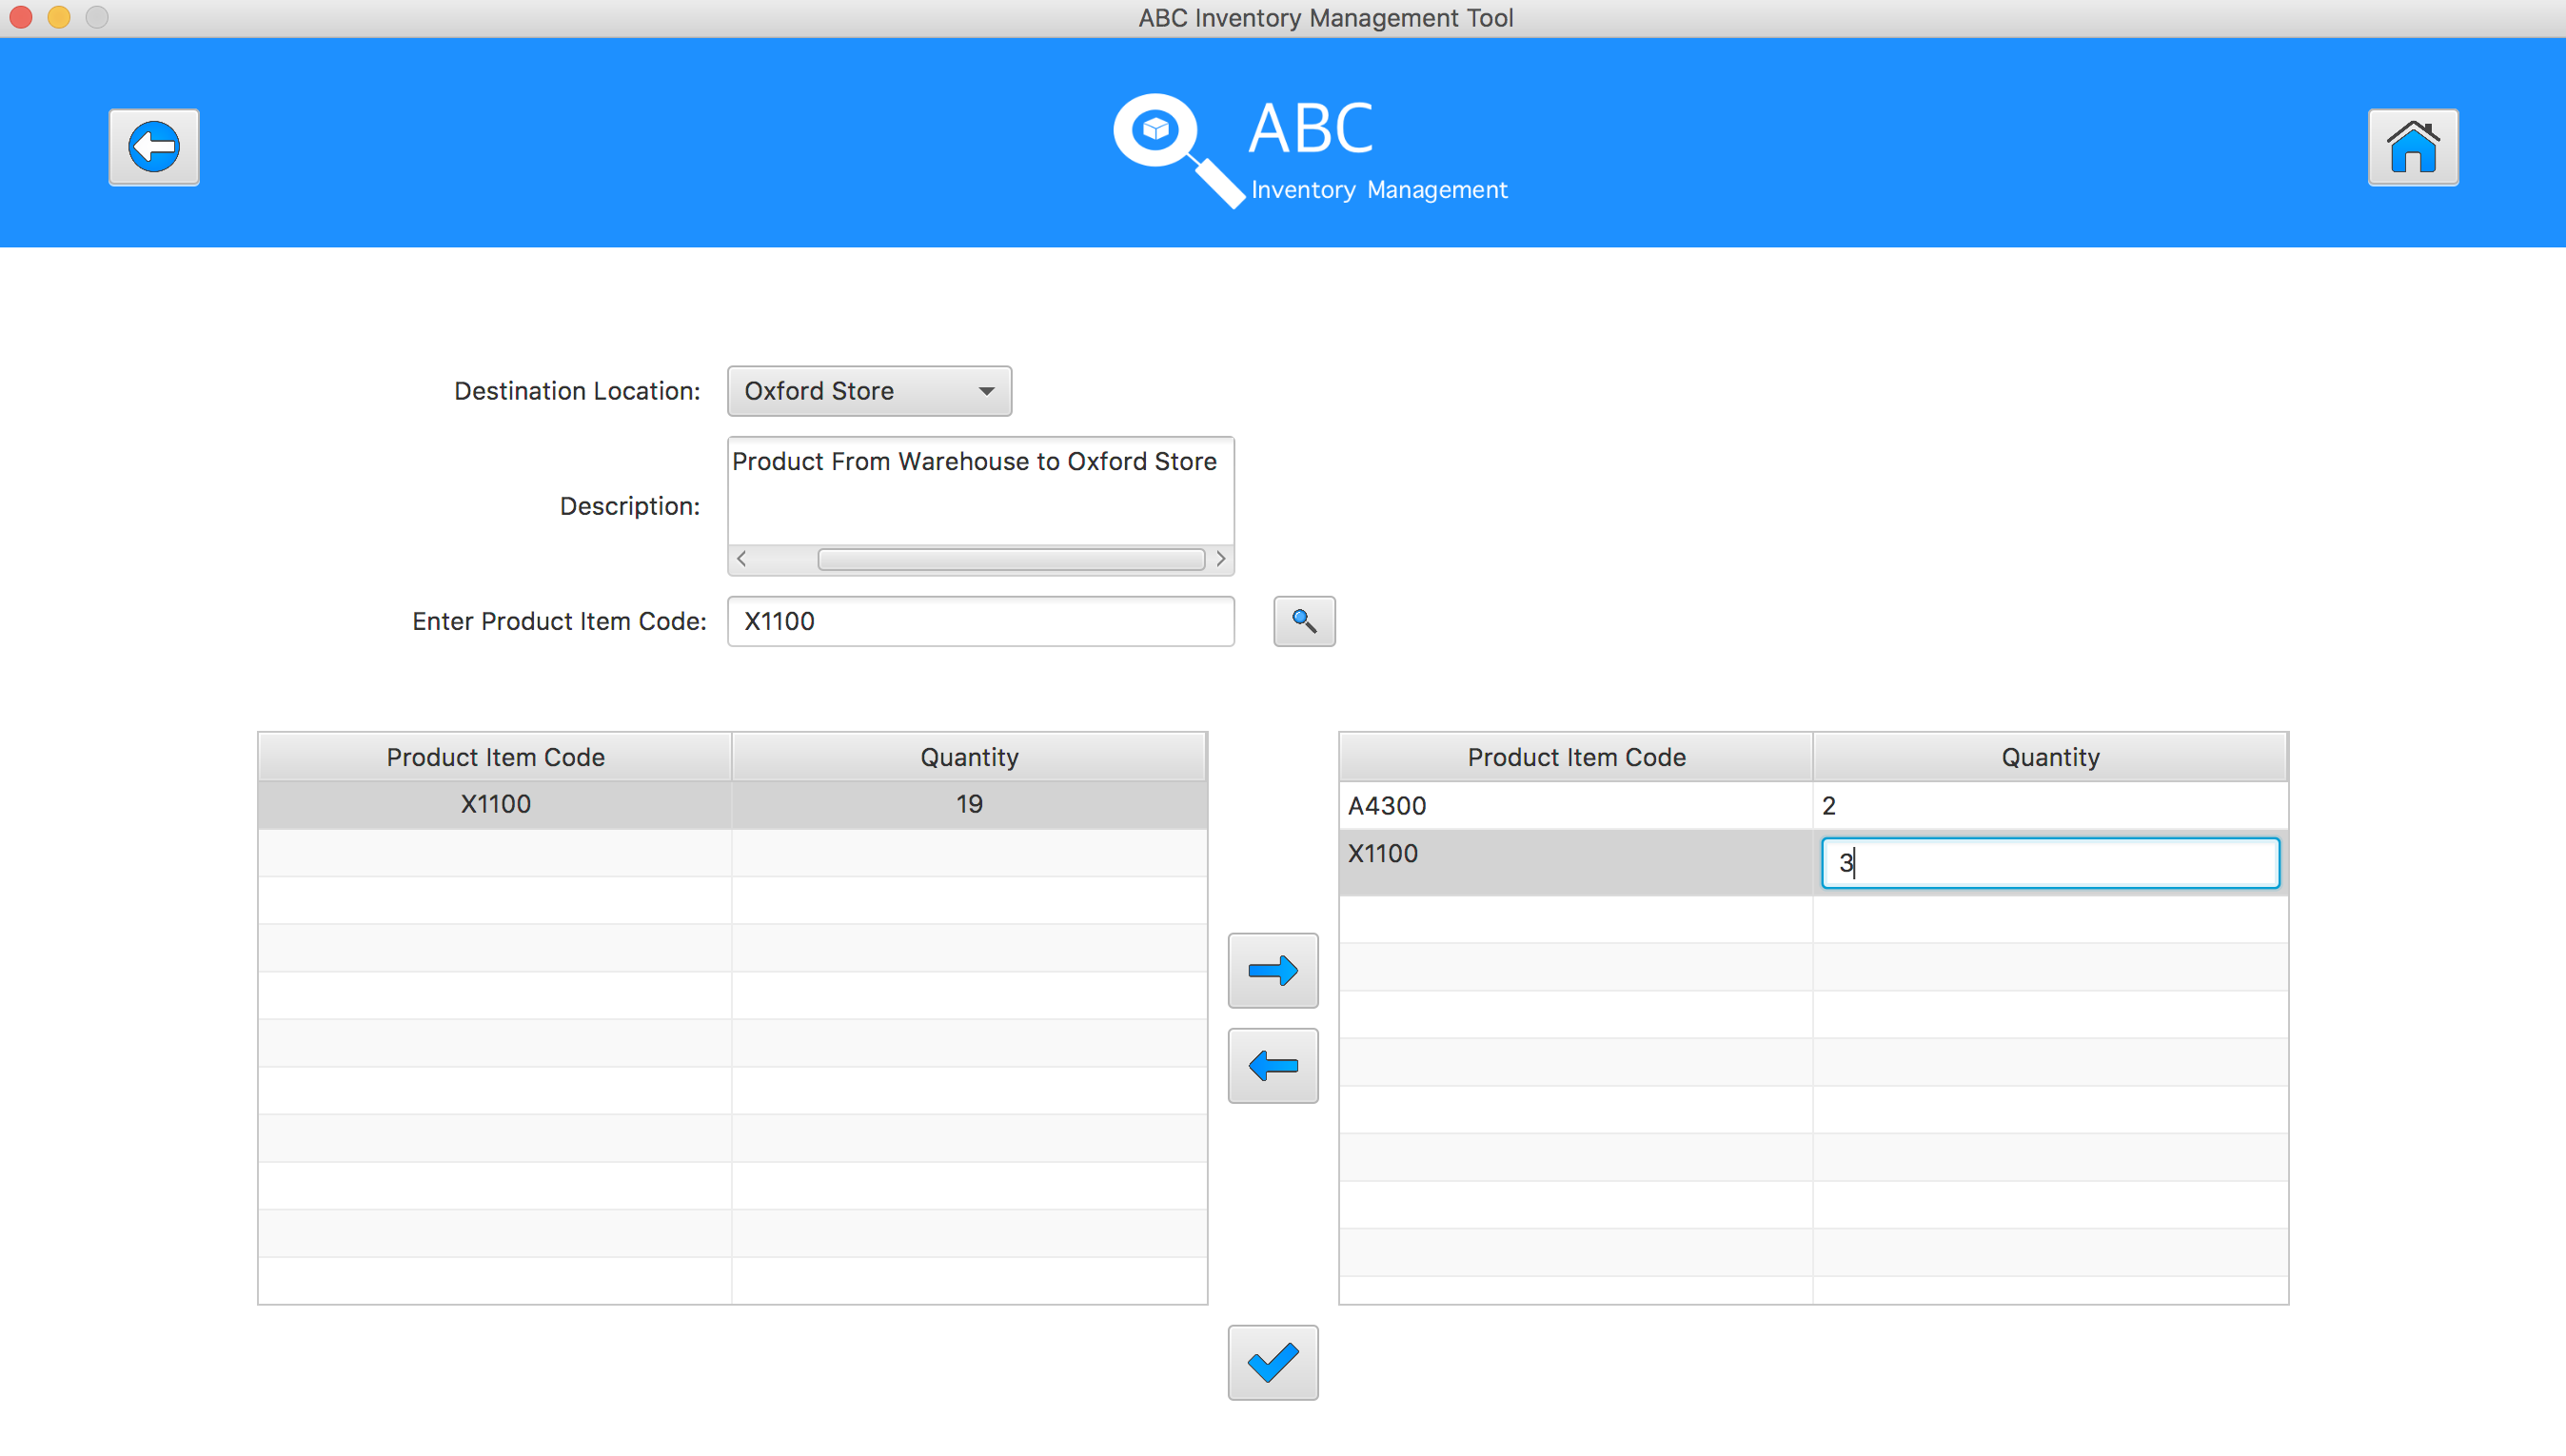 ABC Inventory Management Tool
ABC
Inventory Management
Destination Location: Oxford Store
Description: Product From Warehouse to Oxford Store
Enter Product Item Code: X1100
Product Item Code Quantity
X1100 19
Product Item Code Quantity
A4300 2
X1100 3